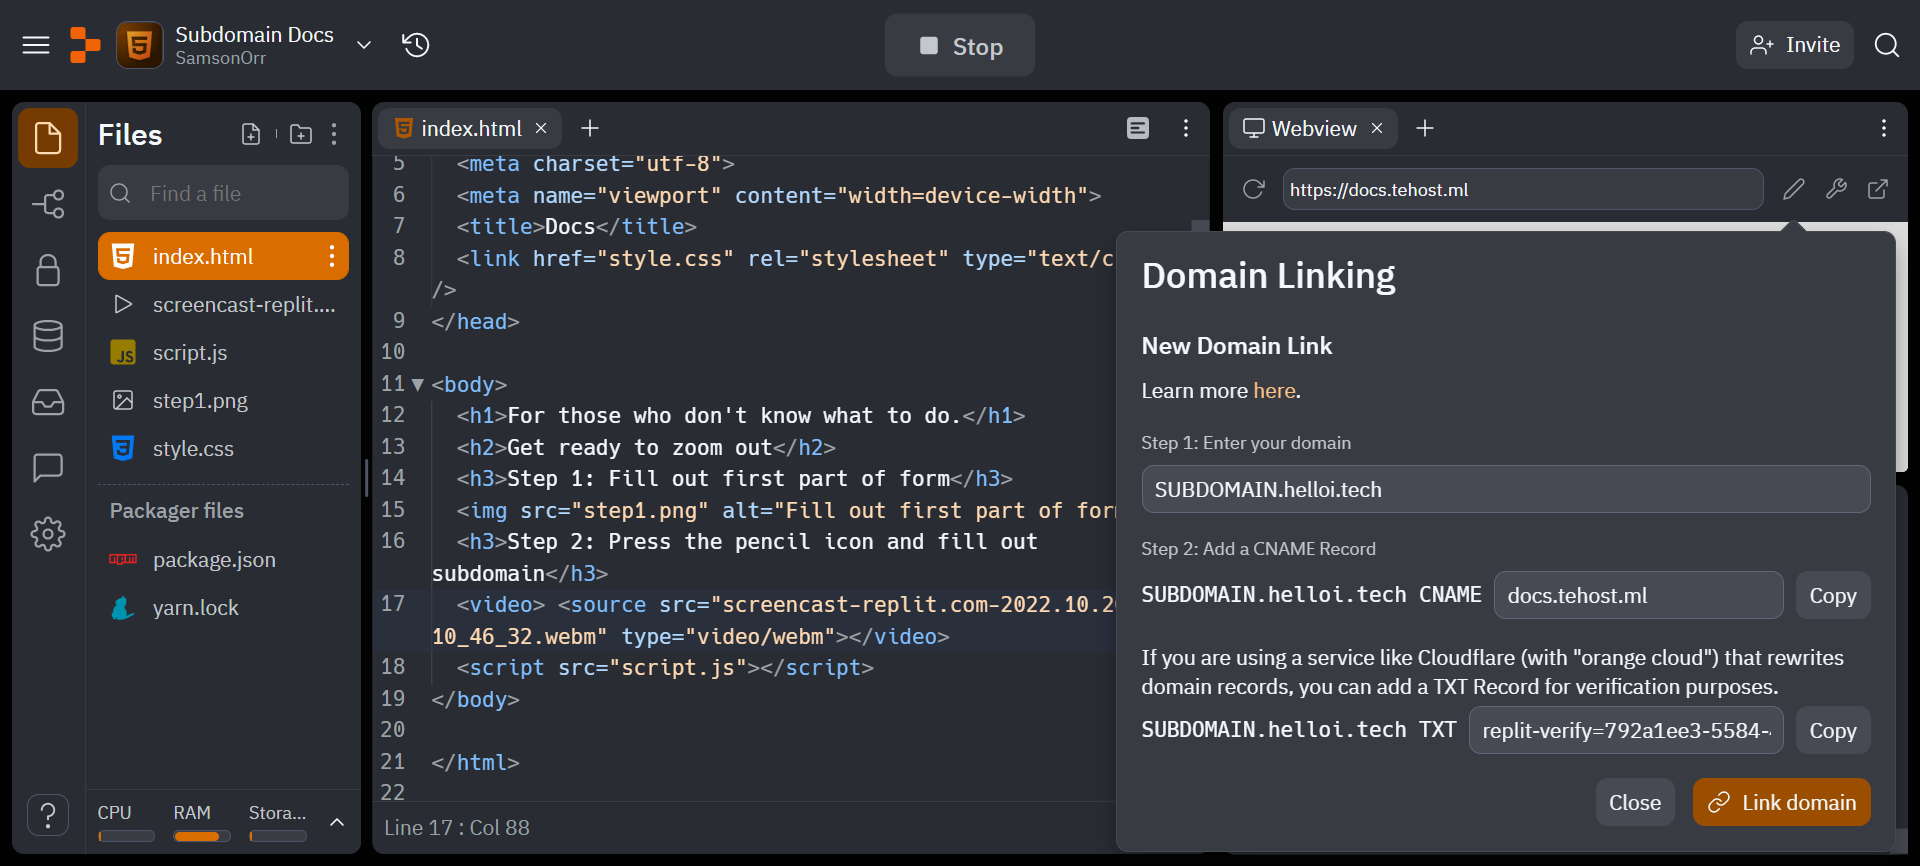 Subdomain Docs
SamsonOrr
Stop
Invite
Files
Find a file
index.html
screencast-replit....
script.js
step1.png
style.css
Packager files
package.json
yarn.lock
CPU RAM Stora...
index.html
5 <meta charset="utf-8">
6 <meta name="viewport" content="width=device-width">
7 <title>Docs</title>
8 <link href="style.css" rel="stylesheet" type="text/c
/>
9 </head>
10
11 <body>
12 <h1>For those who don't know what to do.</h1>
13 <h2>Get ready to zoom out</h2>
14 <h3>Step 1: Fill out first part of form</h3>
15 <img src="step1.png" alt="Fill out first part of for
16 <h3>Step 2: Press the pencil icon and fill out
subdomain</h3>
17 <video> <source src="screencast-replit.com-2022.10.2
10_46_32.webm" type="video/webm"></video>
18 <script src="script.js"></script>
19 </body>
20
21 </html>
22
Line 17 : Col 88
Webview
https://docs.tehost.ml
Domain Linking
New Domain Link
Learn more here.
Step 1: Enter your domain
SUBDOMAIN.helloi.tech
Step 2: Add a CNAME Record
SUBDOMAIN.helloi.tech CNAME docs.tehost.ml Copy
If you are using a service like Cloudflare (with "orange cloud") that rewrites
domain records, you can add a TXT Record for verification purposes.
SUBDOMAIN.helloi.tech TXT replit-verify=792a1ee3-5584- Copy
Close Link domain